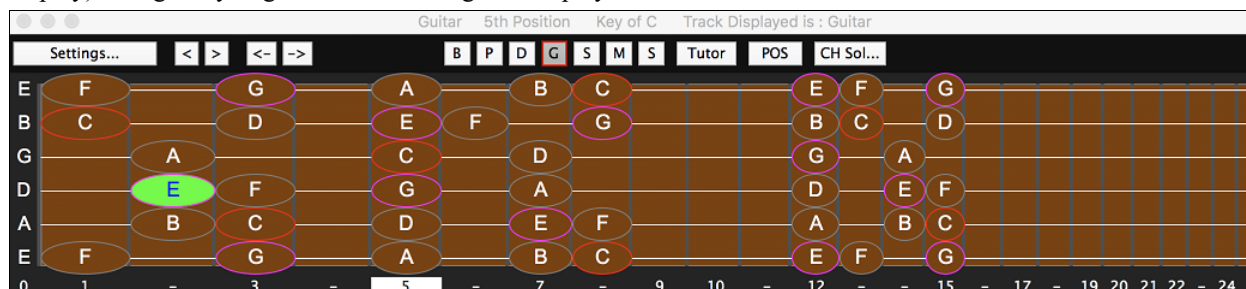 Guitar 5th Position Key of C Track Displayed is : Guitar
Settings... < > <- -> B P D G S M S Tutor POS CH Sol...
E F G A B C E F G
B C D E F G B C D
G A C D G A
D E F G A D E F
A B C D E F A B C
E F G A B C E F G
0 1 - 3 - 5 - 7 - 9 10 - 12 - - 15 - 17 - 19 20 21 22 - 24